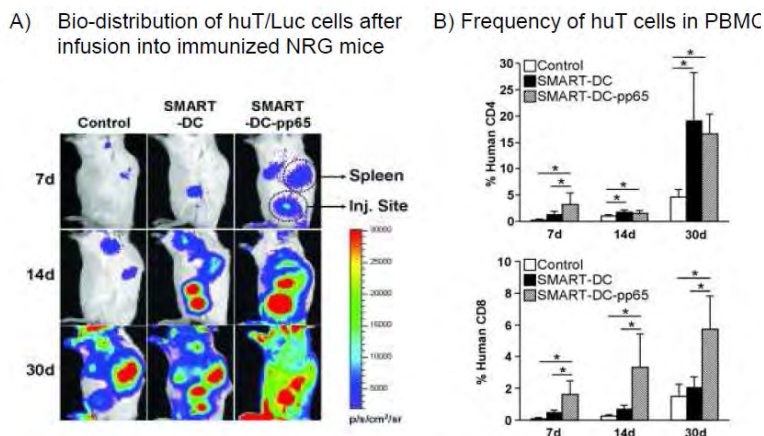 A) Bio-distribution of huT/Luc cells after
infusion into immunized NRG mice
Control
SMART
-DC
SMART
-DC-pp65
7d
Spleen
Inj. Site
14d
30d
30000
25000
20000
15000
10000
5000
p/s/cm²/sr
B) Frequency of huT cells in PBMC
% Human CD4
30
25
20
15
10
5
0
Control
SMART-DC
SMART-DC-pp65
* * * * * *
7d 14d 30d
% Human CD8
10
8
6
4
2
0
Control
SMART-DC
SMART-DC-pp65
* * * * * *
7d 14d 30d